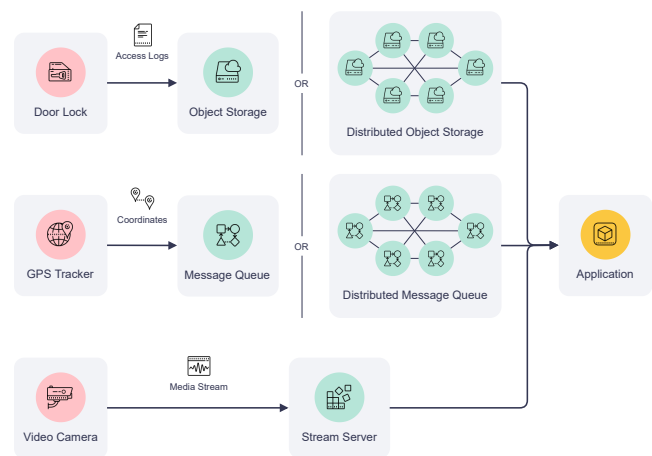 Access Logs
Door Lock
Object Storage
OR
Distributed Object Storage
Coordinates
GPS Tracker
Message Queue
OR
Distributed Message Queue
Application
Media Stream
Video Camera
Stream Server